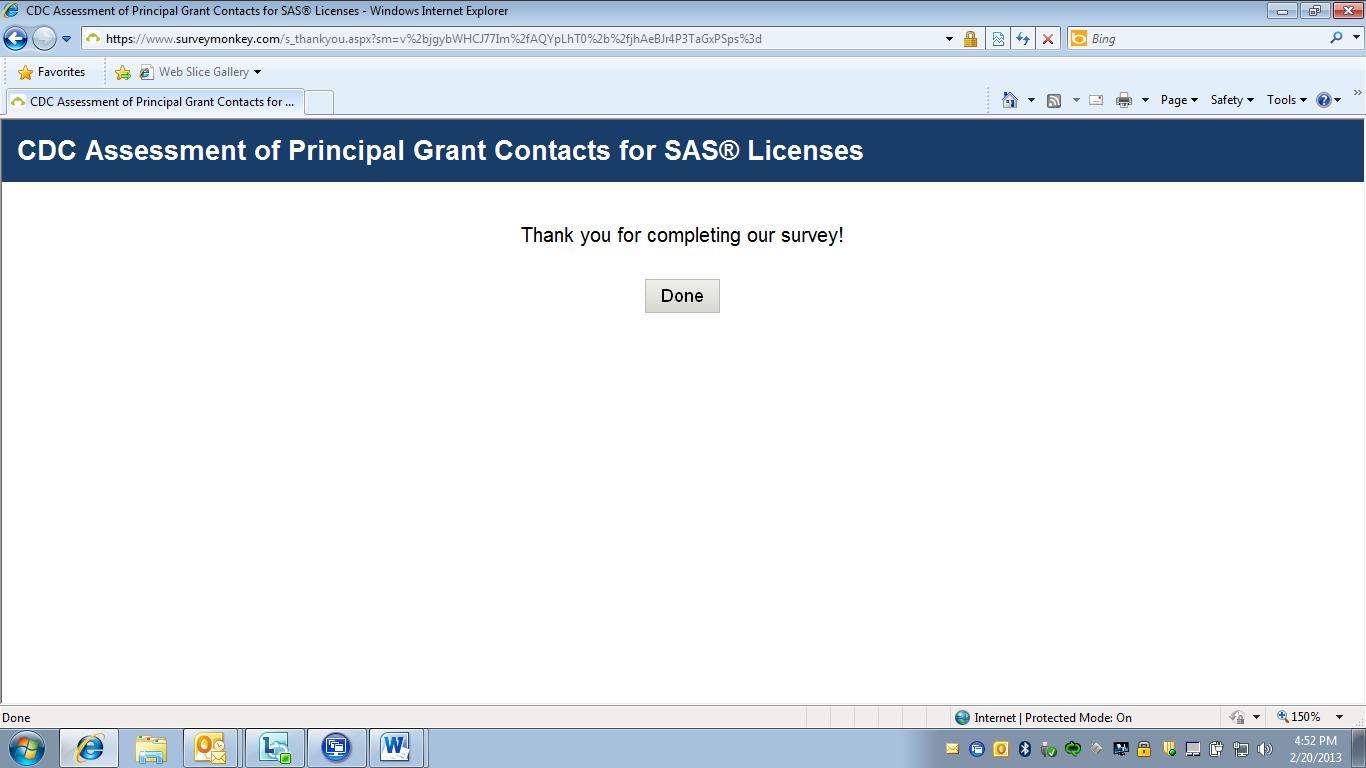 CDC Assessment of Principal Grant Contacts for SAS® Licenses - Windows Internet Explorer
https://www.surveymonkey.com/s_thankyou.aspx?sm=v%2bjgybWHCJ77Im%2fAQYpLhT0%2b%2fjhAeBJr4P3TaGxPSps%3d
Bing
Favorites
Web Slice Gallery
CDC Assessment of Principal Grant Contacts for ...
Page
Safety
Tools
CDC Assessment of Principal Grant Contacts for SAS® Licenses
Thank you for completing our survey!
Done
Done
Internet | Protected Mode: On
150%
4:52 PM
2/20/2013